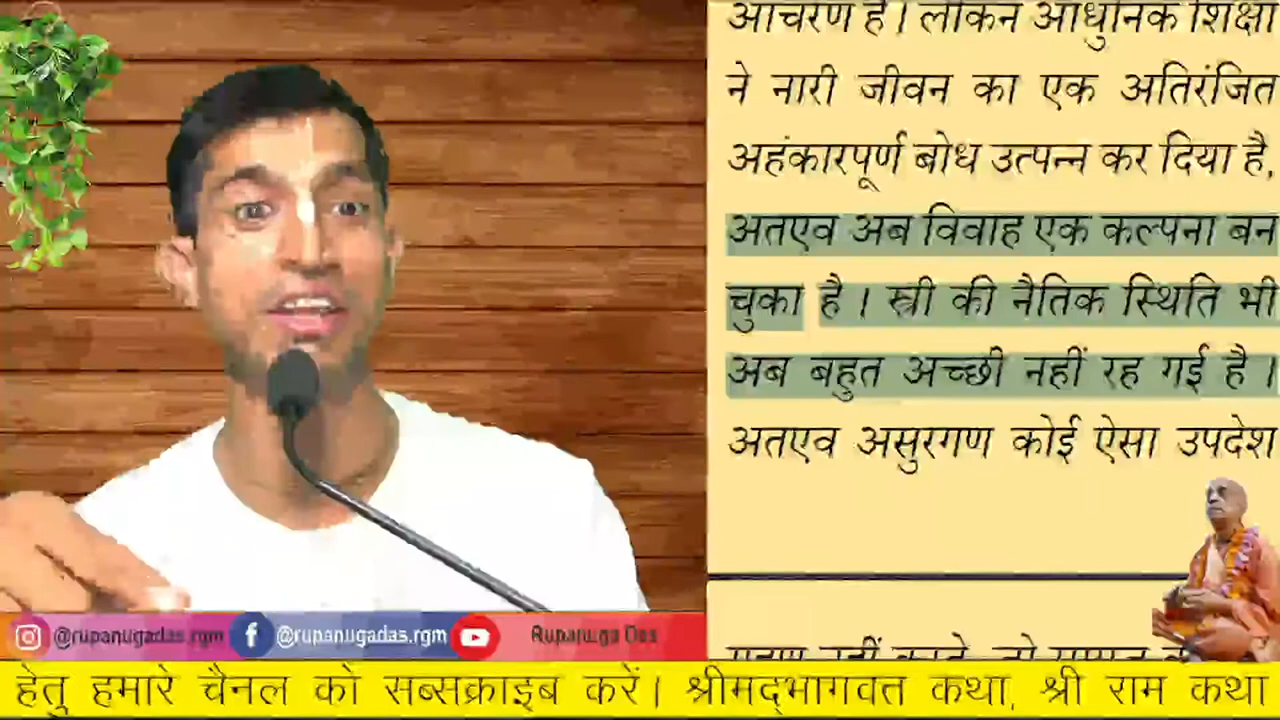 आचरण है । लेकिन आधुनिक शिक्षा
ने नारी जीवन का एक अतिरंजित
अहंकारपूर्ण बोध उत्पन्न कर दिया है,
अतएव अब विवाह एक कल्पना बन
चुका है । स्त्री की नैतिक स्थिति भी
अब बहुत अच्छी नहीं रह गई है ।
अतएव असुरगण कोई ऐसा उपदेश
@rupanugadas.rgm @rupanugadas.rgm Rupanuga Das
हेतु हमारे चैनल को सब्सक्राइब करें। श्रीमद्भागवत कथा, श्री राम कथा